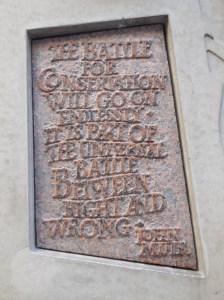 THE BATTLE
FOR
CONSERVATION
WILL GO ON
ENDLESSLY
IT IS PART OF
THE UNIVERSAL
BATTLE
BETWEEN
RIGHT AND
WRONG
JOHN
MUIR